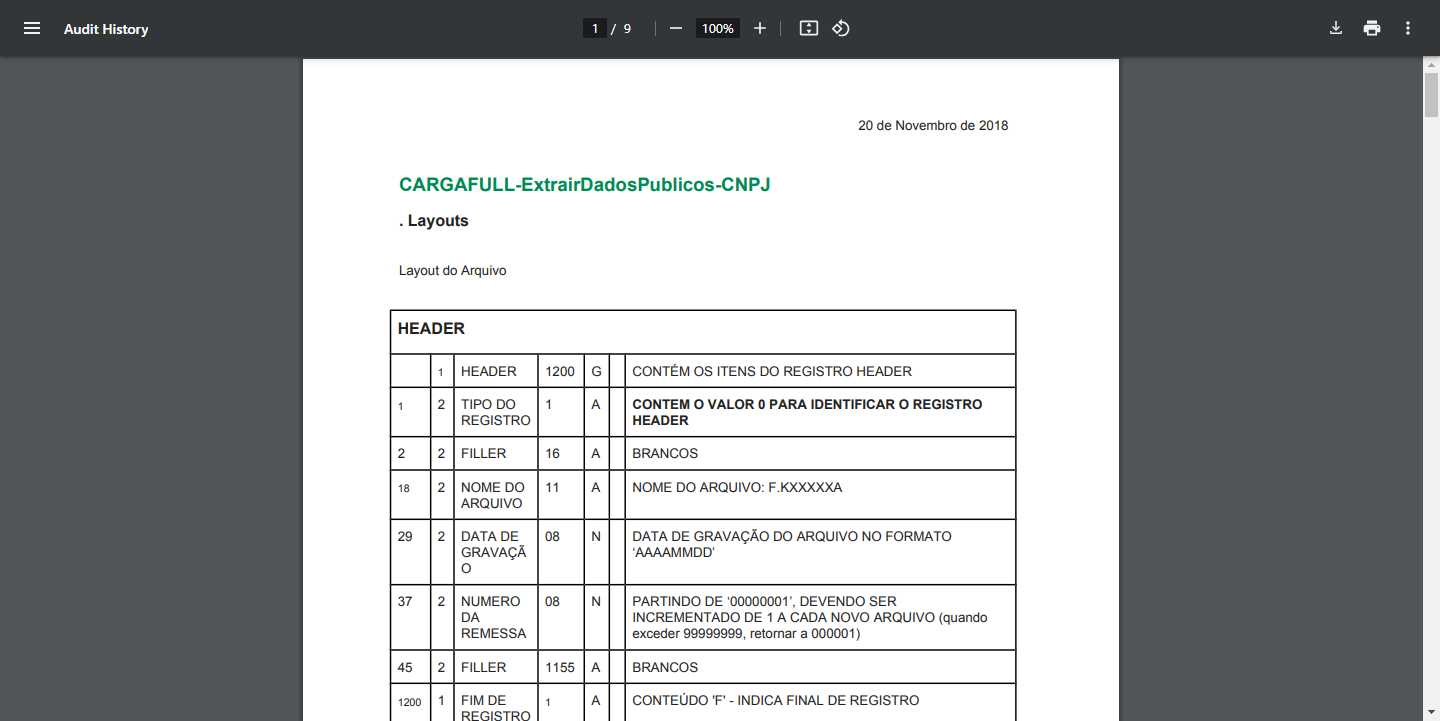 Audit History
1 / 9
100%
20 de Novembro de 2018
CARGAFULL-ExtrairDadosPublicos-CNPJ
. Layouts
Layout do Arquivo
HEADER
1 HEADER 1200 G CONTÉM OS ITENS DO REGISTRO HEADER
1 2 TIPO DO REGISTRO 1 A CONTEM O VALOR 0 PARA IDENTIFICAR O REGISTRO HEADER
2 2 FILLER 16 A BRANCOS
18 2 NOME DO ARQUIVO 11 A NOME DO ARQUIVO: F.KXXXXXA
29 2 DATA DE GRAVAÇÃO 08 N DATA DE GRAVAÇÃO DO ARQUIVO NO FORMATO ‘AAAAMMDD’
37 2 NUMERO DA REMESSA 08 N PARTINDO DE ‘00000001’, DEVENDO SER INCREMENTADO DE 1 A CADA NOVO ARQUIVO (quando exceder 99999999, retornar a 000001)
45 2 FILLER 1155 A BRANCOS
1200 1 FIM DE REGISTRO 1 A CONTEÚDO 'F' - INDICA FINAL DE REGISTRO